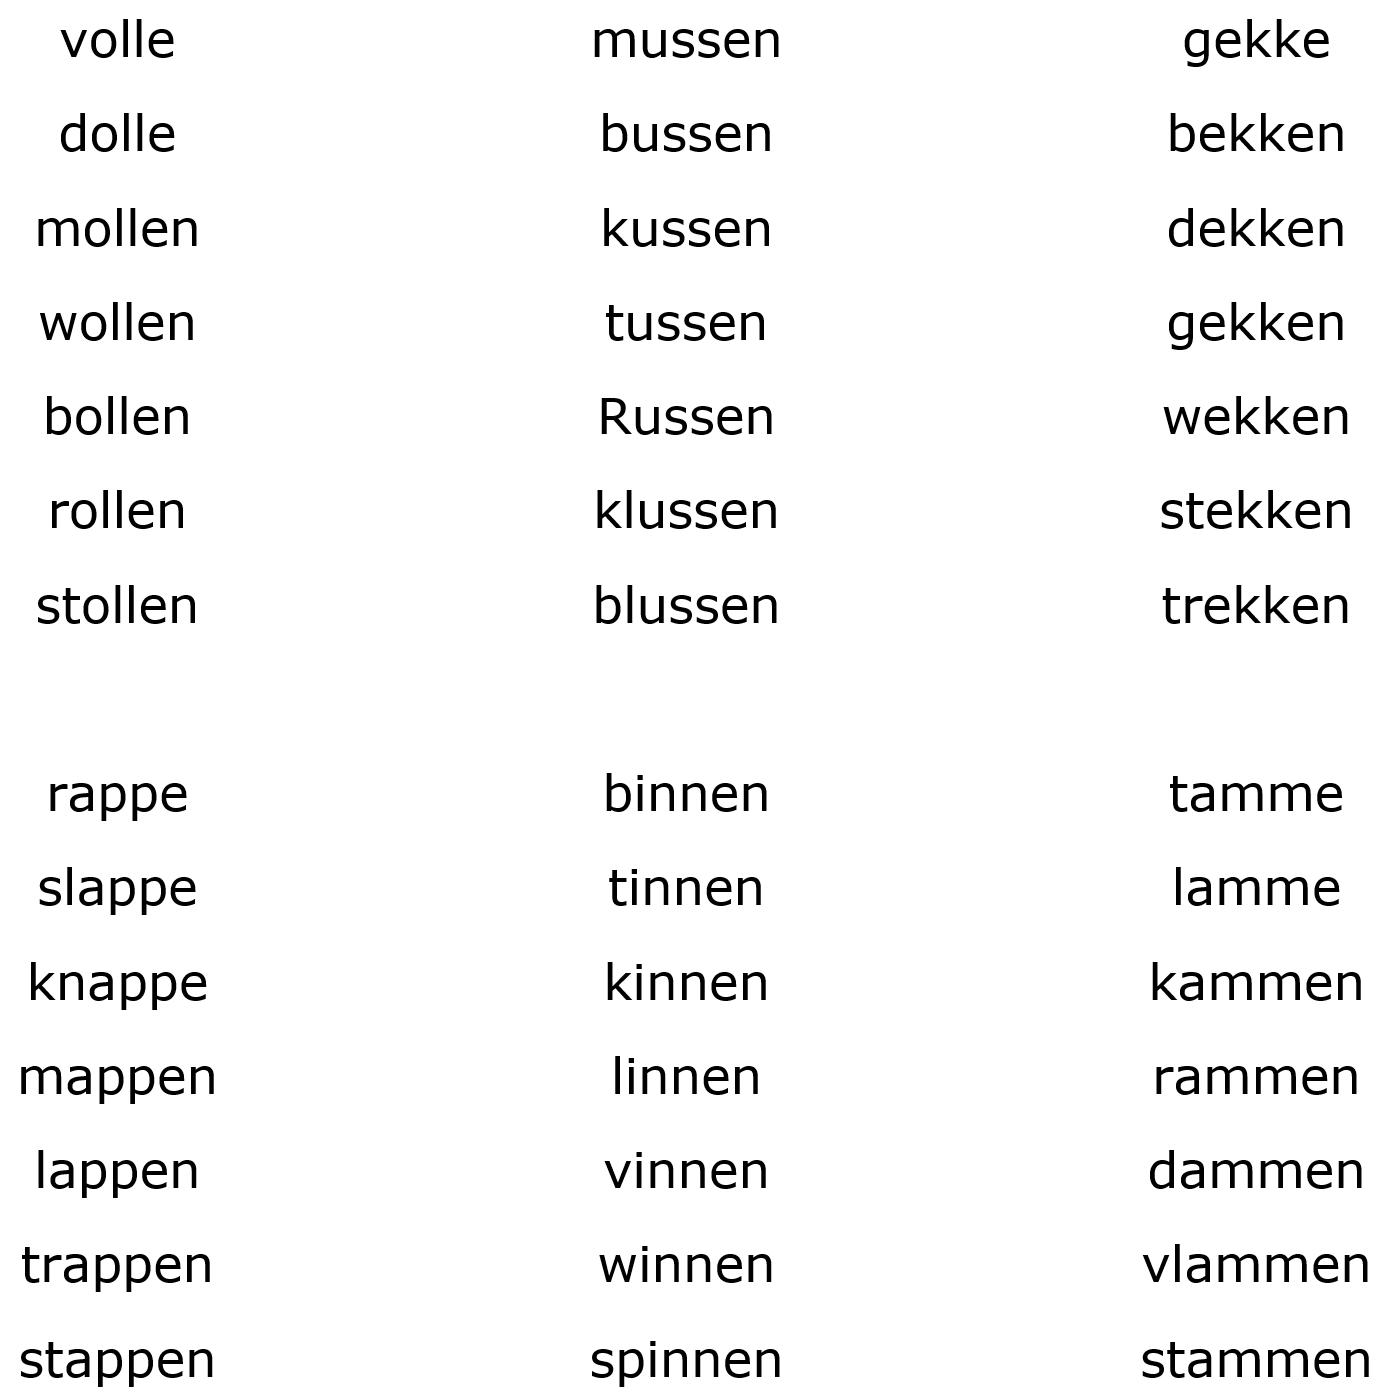 volle mussen gekke
dolle bussen bekken
mollen kussen dekken
wollen tussen gekken
bollen Russen wekken
rollen klussen stekken
stollen blussen trekken
rappe binnen tamme
slappe tinnen lamme
knappe kinnen kammen
mappen linnen rammen
lappen vinnen dammen
trappen winnen vlammen
stappen spinnen stammen